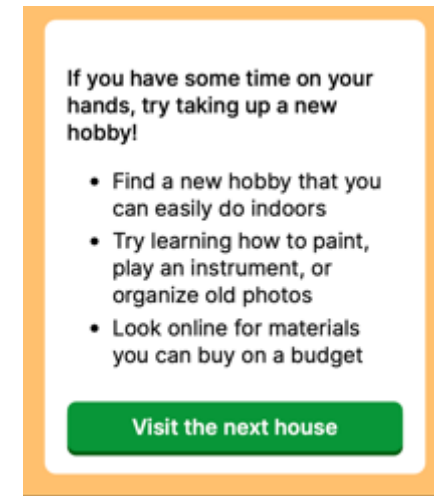 If you have some time on your
hands, try taking up a new
hobby!
• Find a new hobby that you
can easily do indoors
• Try learning how to paint,
play an instrument, or
organize old photos
• Look online for materials
you can buy on a budget
Visit the next house